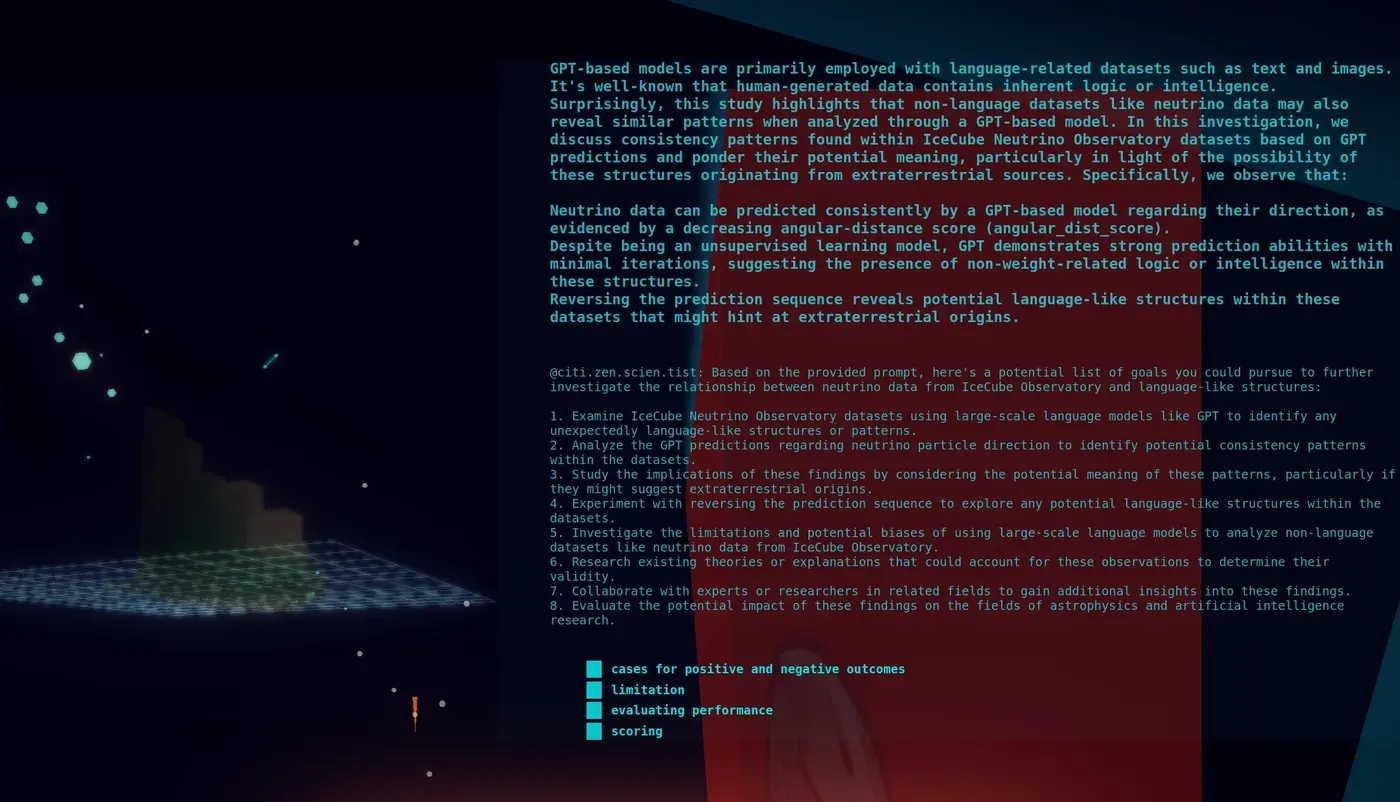 GPT-based models are primarily employed with language-related datasets such as text and images.
It's well-known that human-generated data contains inherent logic or intelligence.
Surprisingly, this study highlights that non-language datasets like neutrino data may also
reveal similar patterns when analyzed through a GPT-based model. In this investigation, we
discuss consistency patterns found within IceCube Neutrino Observatory datasets based on GPT
predictions and ponder their potential meaning, particularly in light of the possibility of
these structures originating from extraterrestrial sources. Specifically, we observe that:
Neutrino data can be predicted consistently by a GPT-based model regarding their direction, as
evidenced by a decreasing angular-distance score (angular_dist_score).
Despite being an unsupervised learning model, GPT demonstrates strong prediction abilities with
minimal iterations, suggesting the presence of non-weight-related logic or intelligence within
these structures.
Reversing the prediction sequence reveals potential language-like structures within these
datasets that might hint at extraterrestrial origins.
@citi.zen.scien.tist: Based on the provided prompt, here's a potential list of goals you could pursue to further
investigate the relationship between neutrino data from IceCube Observatory and language-like structures:
1. Examine IceCube Neutrino Observatory datasets using large-scale language models like GPT to identify any
unexpectedly language-like structures or patterns.
2. Analyze the GPT predictions regarding neutrino particle direction to identify potential consistency patterns
within the datasets.
3. Study the implications of these findings by considering the potential meaning of these patterns, particularly if
they might suggest extraterrestrial origins.
4. Experiment with reversing the prediction sequence to explore any potential language-like structures within the
datasets.
5. Investigate the limitations and potential biases of using large-scale language models to analyze non-language
datasets like neutrino data from IceCube Observatory.
6. Research existing theories or explanations that could account for these observations to determine their
validity.
7. Collaborate with experts or researchers in related fields to gain additional insights into these findings.
8. Evaluate the potential impact of these findings on the fields of astrophysics and artificial intelligence
research.
cases for positive and negative outcomes
limitation
evaluating performance
scoring